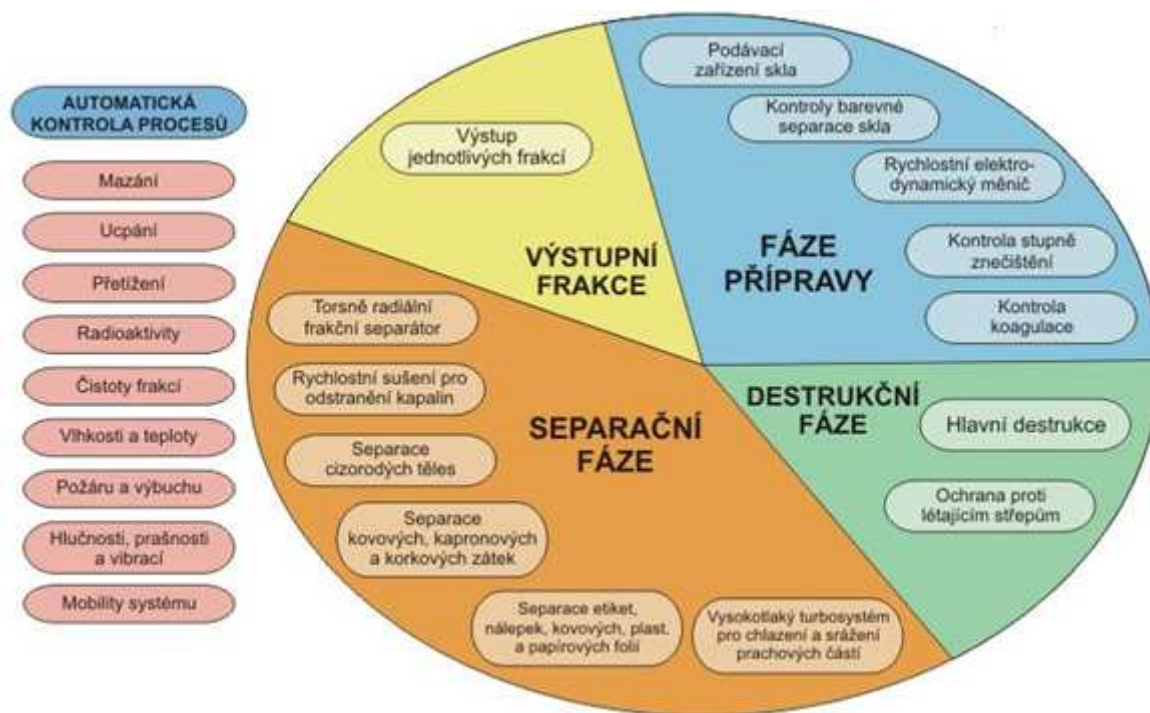 AUTOMATICKÁ
KONTROLA PROCESŮ
Mazání
Ucpání
Přetížení
Radioaktivity
Čistoty frakcí
Vlhkosti a teploty
Požáru a výbuchu
Hlučnosti, prašnosti
a vibrací
Mobility systému
Výstup
jednotlivých frakcí
VÝSTUPNÍ
FRAKCE
Podávací
zařízení skla
Kontroly barevné
separace skla
Rychlostní elektro-
dynamický měnič
Kontrola stupně
znečištění
Kontrola
koagulace
FÁZE
PŘÍPRAVY
DESTRUKČNÍ
FÁZE
Hlavní destrukce
Ochrana proti
létajícím střepům
SEPARAČNÍ
FÁZE
Torsně radiální
frakční separátor
Rychlostní sušení pro
odstranění kapalin
Separace
cizorodých těles
Separace
kovových, kapronových
a korkových zátek
Separace etiket,
nálepek, kovových, plast,
a papírových folií
Vysokotlaký turbosystém
pro chlazení a srážení
prachových částí